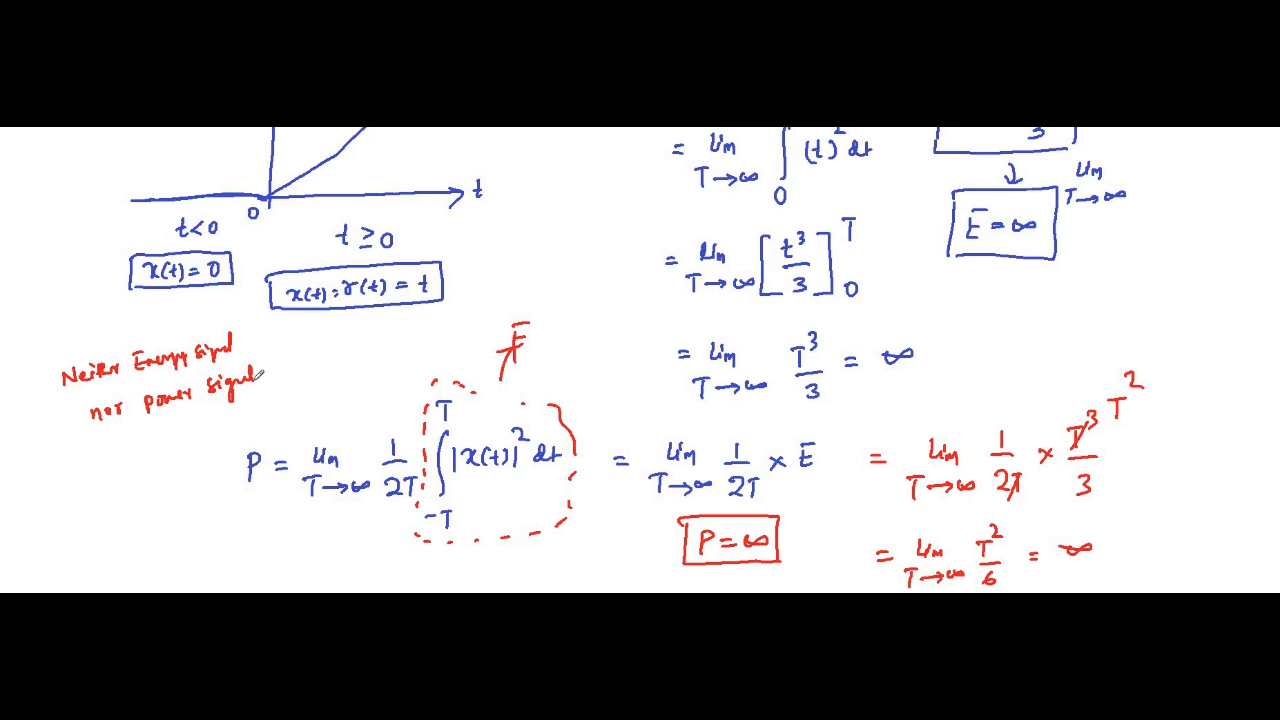 t
0
t<0
t ≥ 0
x(t) = 0
x(t) = r(t) = t
= lim T→∞ ∫ 0 (t)² dt
3
lim T→∞
E = ∞
= lim T→∞ [t³/3] T 0
= lim T→∞ T³/3 = ∞
Neither Energy signal
nor power signal
E
P = lim T→∞ 1/2T ∫ T -T |x(t)|² dt = lim T→∞ 1/2T × E = lim T→∞ 1/2T × T³/3 T²
P = ∞
= lim T→∞ T²/6 = ∞